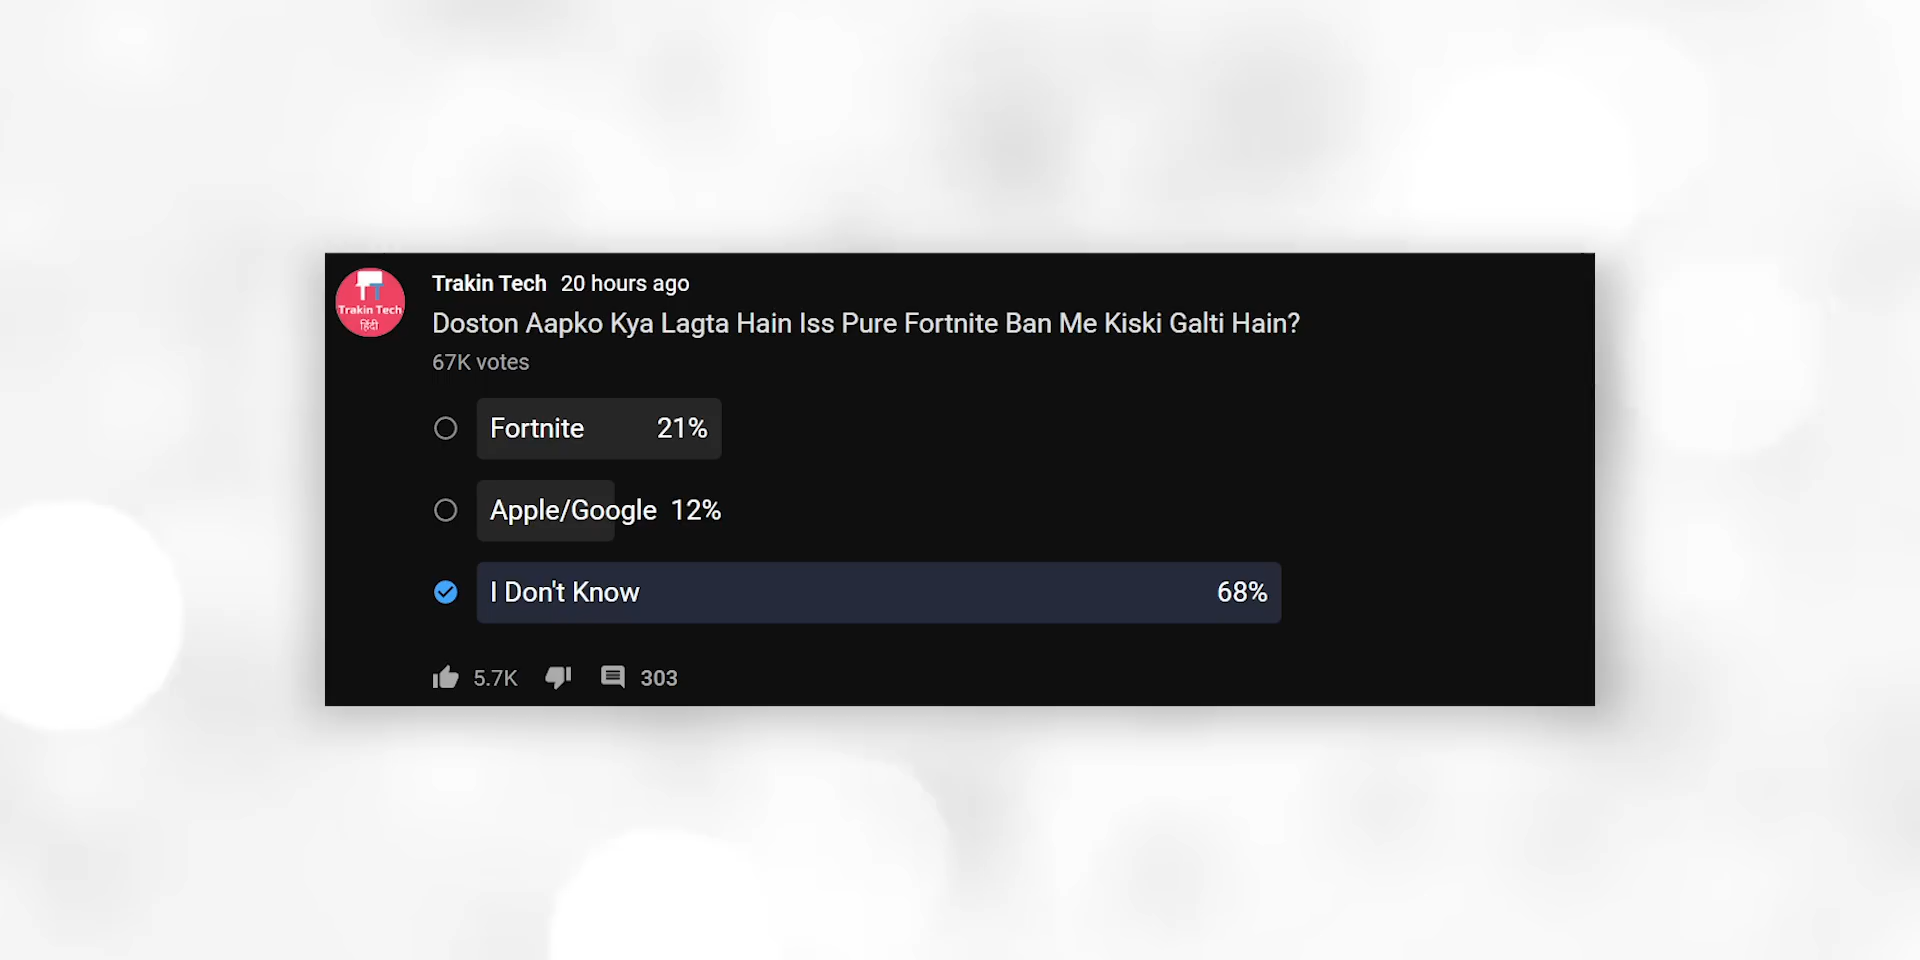 Trakin Tech 20 hours ago
Trakin Tech
हिंदी
Doston Aapko Kya Lagta Hain Iss Pure Fortnite Ban Me Kiski Galti Hain?
67K votes
Fortnite 21%
Apple/Google 12%
I Don't Know 68%
5.7K 303